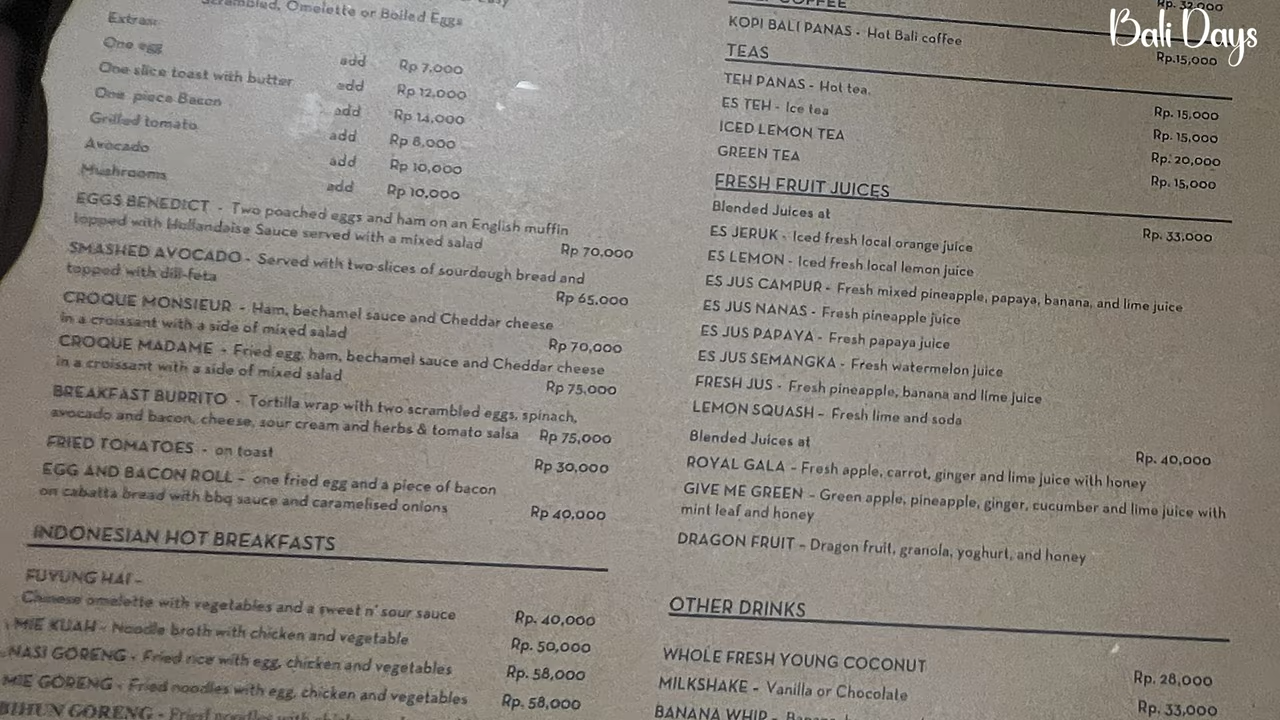 Scrambled, Omelette or Boiled Eggs
Extras:
One egg add Rp 7,000
One slice toast with butter add Rp 12,000
One piece Bacon add Rp 14,000
Grilled tomato add Rp 8,000
Avocado add Rp 10,000
Mushrooms add Rp 10,000
EGGS BENEDICT - Two poached eggs and ham on an English muffin
topped with Hollandaise Sauce served with a mixed salad Rp 70,000
SMASHED AVOCADO - Served with two slices of sourdough bread and
topped with dill-feta Rp 65,000
CROQUE MONSIEUR - Ham, bechamel sauce and Cheddar cheese
in a croissant with a side of mixed salad Rp 70,000
CROQUE MADAME - Fried egg, ham, bechamel sauce and Cheddar cheese
in a croissant with a side of mixed salad Rp 75,000
BREAKFAST BURRITO - Tortilla wrap with two scrambled eggs, spinach,
avocado and bacon, cheese, sour cream and herbs & tomato salsa Rp 75,000
FRIED TOMATOES - on toast Rp 30,000
EGG AND BACON ROLL - one fried egg and a piece of bacon
on cabatta bread with bbq sauce and caramelised onions Rp 40,000
INDONESIAN HOT BREAKFASTS
FUYUNG HAI -
Chinese omelette with vegetables and a sweet n' sour sauce Rp. 40,000
MIE KUAH - Noodle broth with chicken and vegetable Rp. 50,000
NASI GORENG - Fried rice with egg, chicken and vegetables Rp. 58,000
MIE GORENG - Fried noodles with egg, chicken and vegetables Rp. 58,000
BIHUN GORENG - Fried noodles with
COFFEE Rp. 32,000
KOPI BALI PANAS - Hot Bali coffee Rp.15,000
TEAS
TEH PANAS - Hot tea. Rp. 15,000
ES TEH - Ice tea Rp. 15,000
ICED LEMON TEA Rp. 20,000
GREEN TEA Rp. 15,000
FRESH FRUIT JUICES
Blended Juices at Rp. 33,000
ES JERUK - Iced fresh local orange juice
ES LEMON - Iced fresh local lemon juice
ES JUS CAMPUR - Fresh mixed pineapple, papaya, banana, and lime juice
ES JUS NANAS - Fresh pineapple juice
ES JUS PAPAYA - Fresh papaya juice
ES JUS SEMANGKA - Fresh watermelon juice
FRESH JUS - Fresh pineapple, banana and lime juice
LEMON SQUASH - Fresh lime and soda
Blended Juices at Rp. 40,000
ROYAL GALA - Fresh apple, carrot, ginger and lime juice with honey
GIVE ME GREEN - Green apple, pineapple, ginger, cucumber and lime juice with
mint leaf and honey
DRAGON FRUIT - Dragon fruit, granola, yoghurt, and honey
OTHER DRINKS
WHOLE FRESH YOUNG COCONUT Rp. 28,000
MILKSHAKE - Vanilla or Chocolate Rp. 33,000
BANANA WHIP -
Bali Days